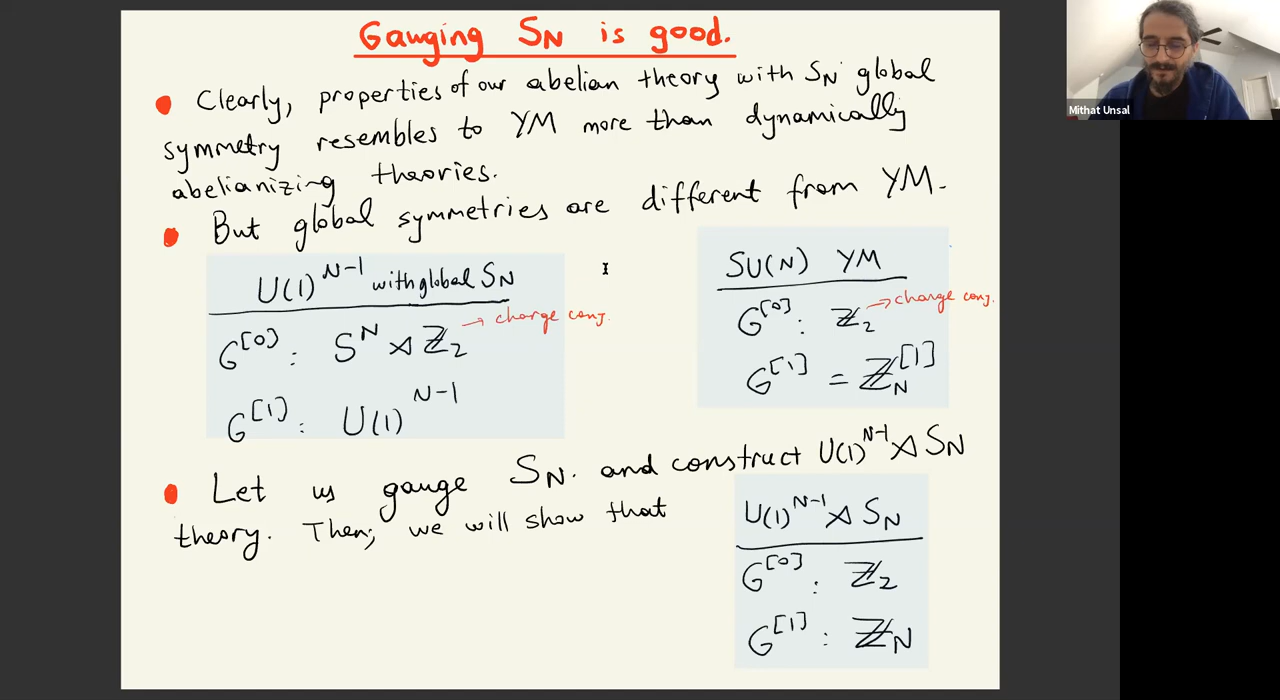 Gauging S_N is good.
• Clearly, properties of our abelian theory with S_N global
symmetry resembles to YM more than dynamically
abelianizing theories.
• But global symmetries are different from YM.
U(1)^{N-1} with global S_N
G^{[0]} : S^N ⋊ ℤ_2 → charge conj.
G^{[1]} : U(1)^{N-1}
SU(N) YM
G^{[0]} : ℤ_2 → charge conj.
G^{[1]} = ℤ_N^{[1]}
• Let us gauge S_N. and construct U(1)^{N-1} ⋊ S_N
theory. Then, we will show that
U(1)^{N-1} ⋊ S_N
G^{[0]} : ℤ_2
G^{[1]} : ℤ_N
Mithat Unsal